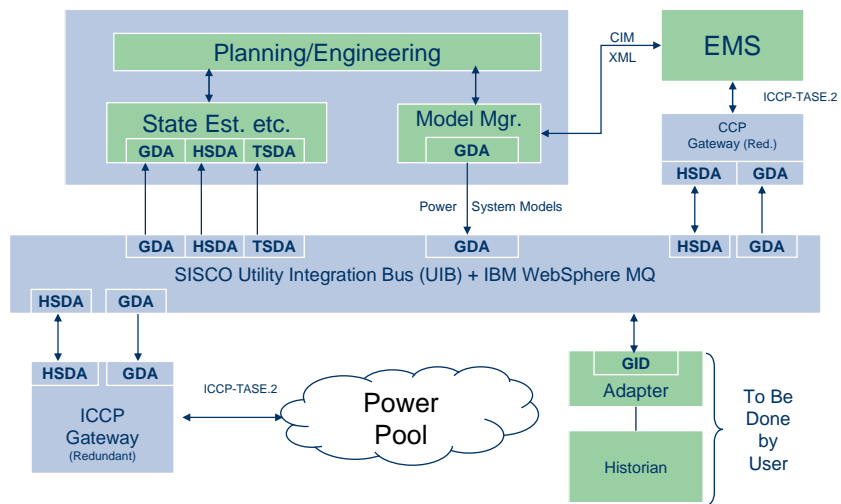 Planning/Engineering
CIM
XML
EMS
ICCP-TASE.2
State Est. etc.
GDA HSDA TSDA
Model Mgr.
GDA
CCP
Gateway (Red.)
HSDA GDA
Power System Models
GDA HSDA TSDA
GDA
HSDA GDA
SISCO Utility Integration Bus (UIB) + IBM WebSphere MQ
HSDA GDA
HSDA GDA
ICCP
Gateway
(Redundant)
ICCP-TASE.2
Power
Pool
GID
Adapter
Historian
To Be
Done
by
User